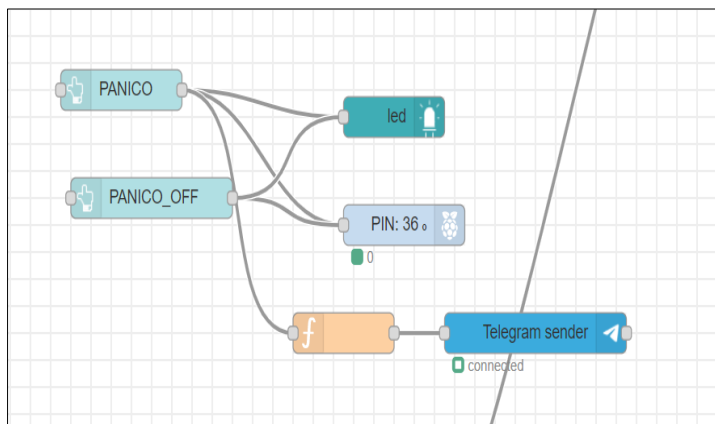 PANICO
led
PANICO_OFF
PIN: 36 o
0
f
Telegram sender
connected